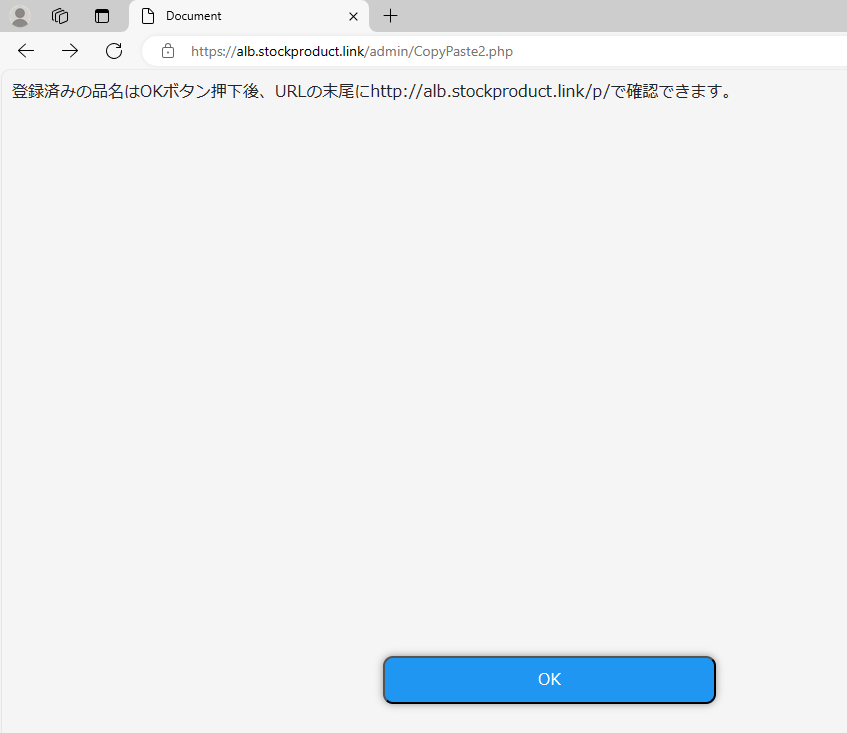 Document
https://alb.stockproduct.link/admin/CopyPaste2.php
登録済みの品名はOKボタン押下後、URLの末尾にhttp://alb.stockproduct.link/p/で確認できます。
OK